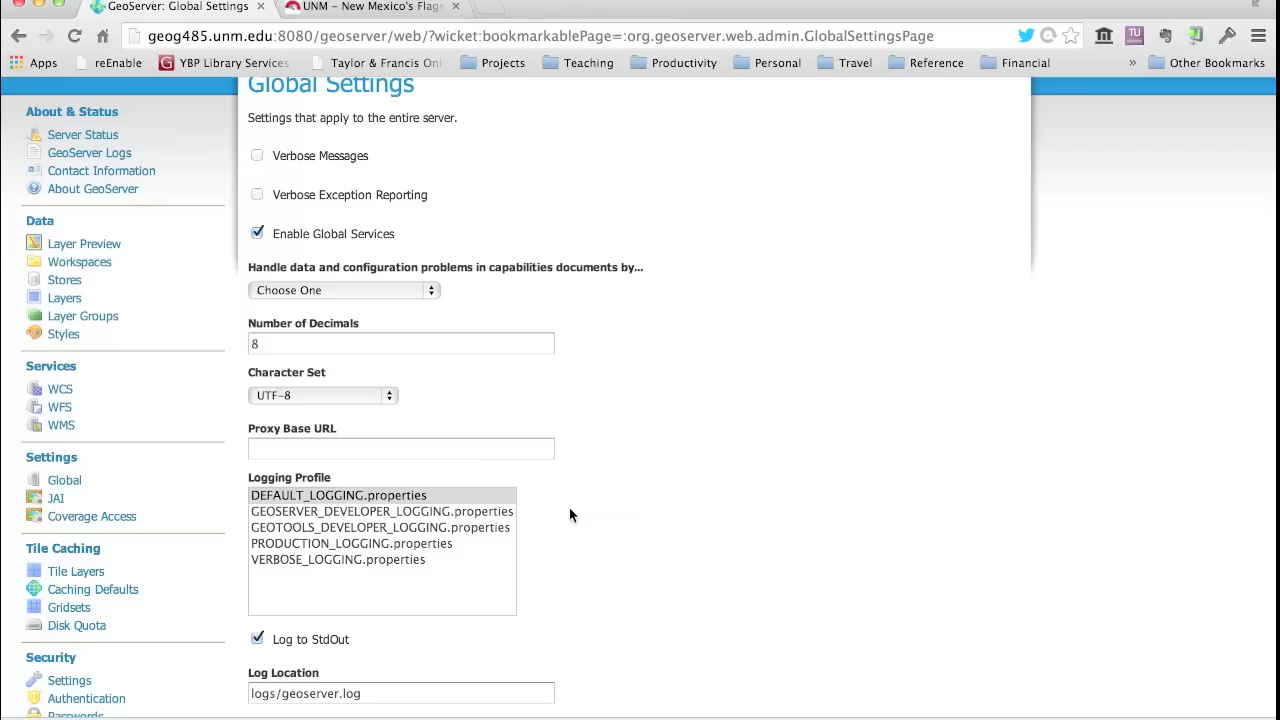 GeoServer: Global Settings
UNM – New Mexico's Flags
geog485.unm.edu:8080/geoserver/web/?wicket:bookmarkablePage=:org.geoserver.web.admin.GlobalSettingsPage
Apps reEnable YBP Library Service Taylor & Francis On Projects Teaching Productivity Personal Travel Reference Financial » Other Bookmarks
About & Status
Server Status
GeoServer Logs
Contact Information
About GeoServer
Data
Layer Preview
Workspaces
Stores
Layers
Layer Groups
Styles
Services
WCS
WFS
WMS
Settings
Global
JAI
Coverage Access
Tile Caching
Tile Layers
Caching Defaults
Gridsets
Disk Quota
Security
Settings
Authentication
Passwords
Global Settings
Settings that apply to the entire server.
Verbose Messages
Verbose Exception Reporting
Enable Global Services
Handle data and configuration problems in capabilities documents by...
Choose One
Number of Decimals
8
Character Set
UTF-8
Proxy Base URL
Logging Profile
DEFAULT_LOGGING.properties
GEOSERVER_DEVELOPER_LOGGING.properties
GEOTOOLS_DEVELOPER_LOGGING.properties
PRODUCTION_LOGGING.properties
VERBOSE_LOGGING.properties
Log to StdOut
Log Location
logs/geoserver.log